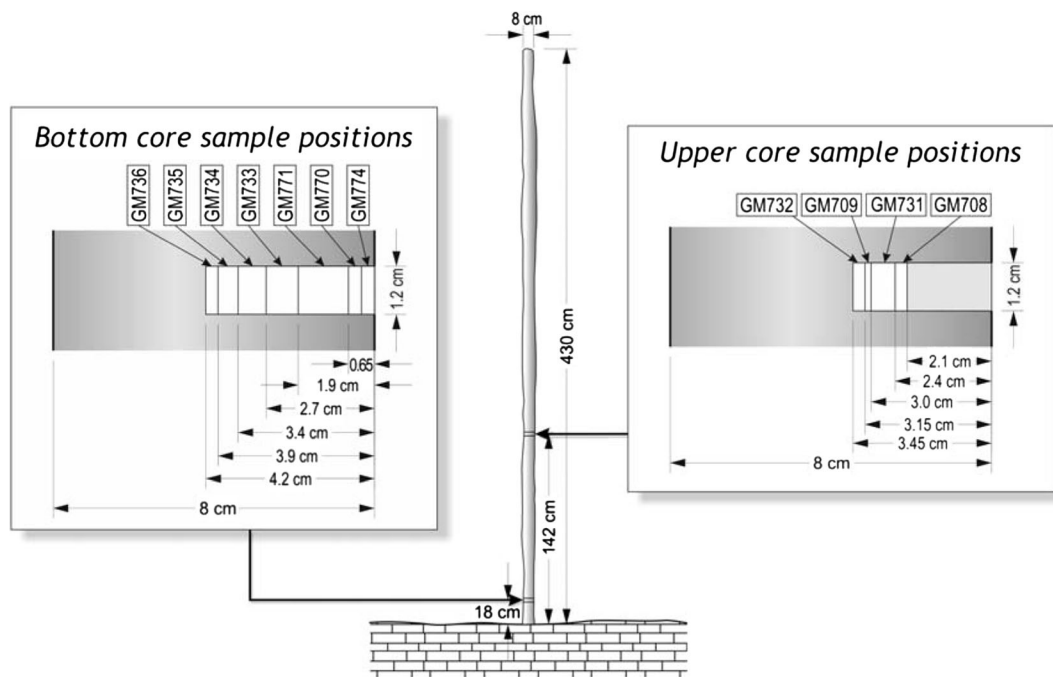 8 cm
Bottom core sample positions
GM736
GM735
GM734
GM733
GM771
GM770
GM774
1.2 cm
0.65
1.9 cm
2.7 cm
3.4 cm
3.9 cm
4.2 cm
8 cm
430 cm
142 cm
18 cm
Upper core sample positions
GM732 GM709 GM731 GM708
1.2 cm
2.1 cm
2.4 cm
3.0 cm
3.15 cm
3.45 cm
8 cm